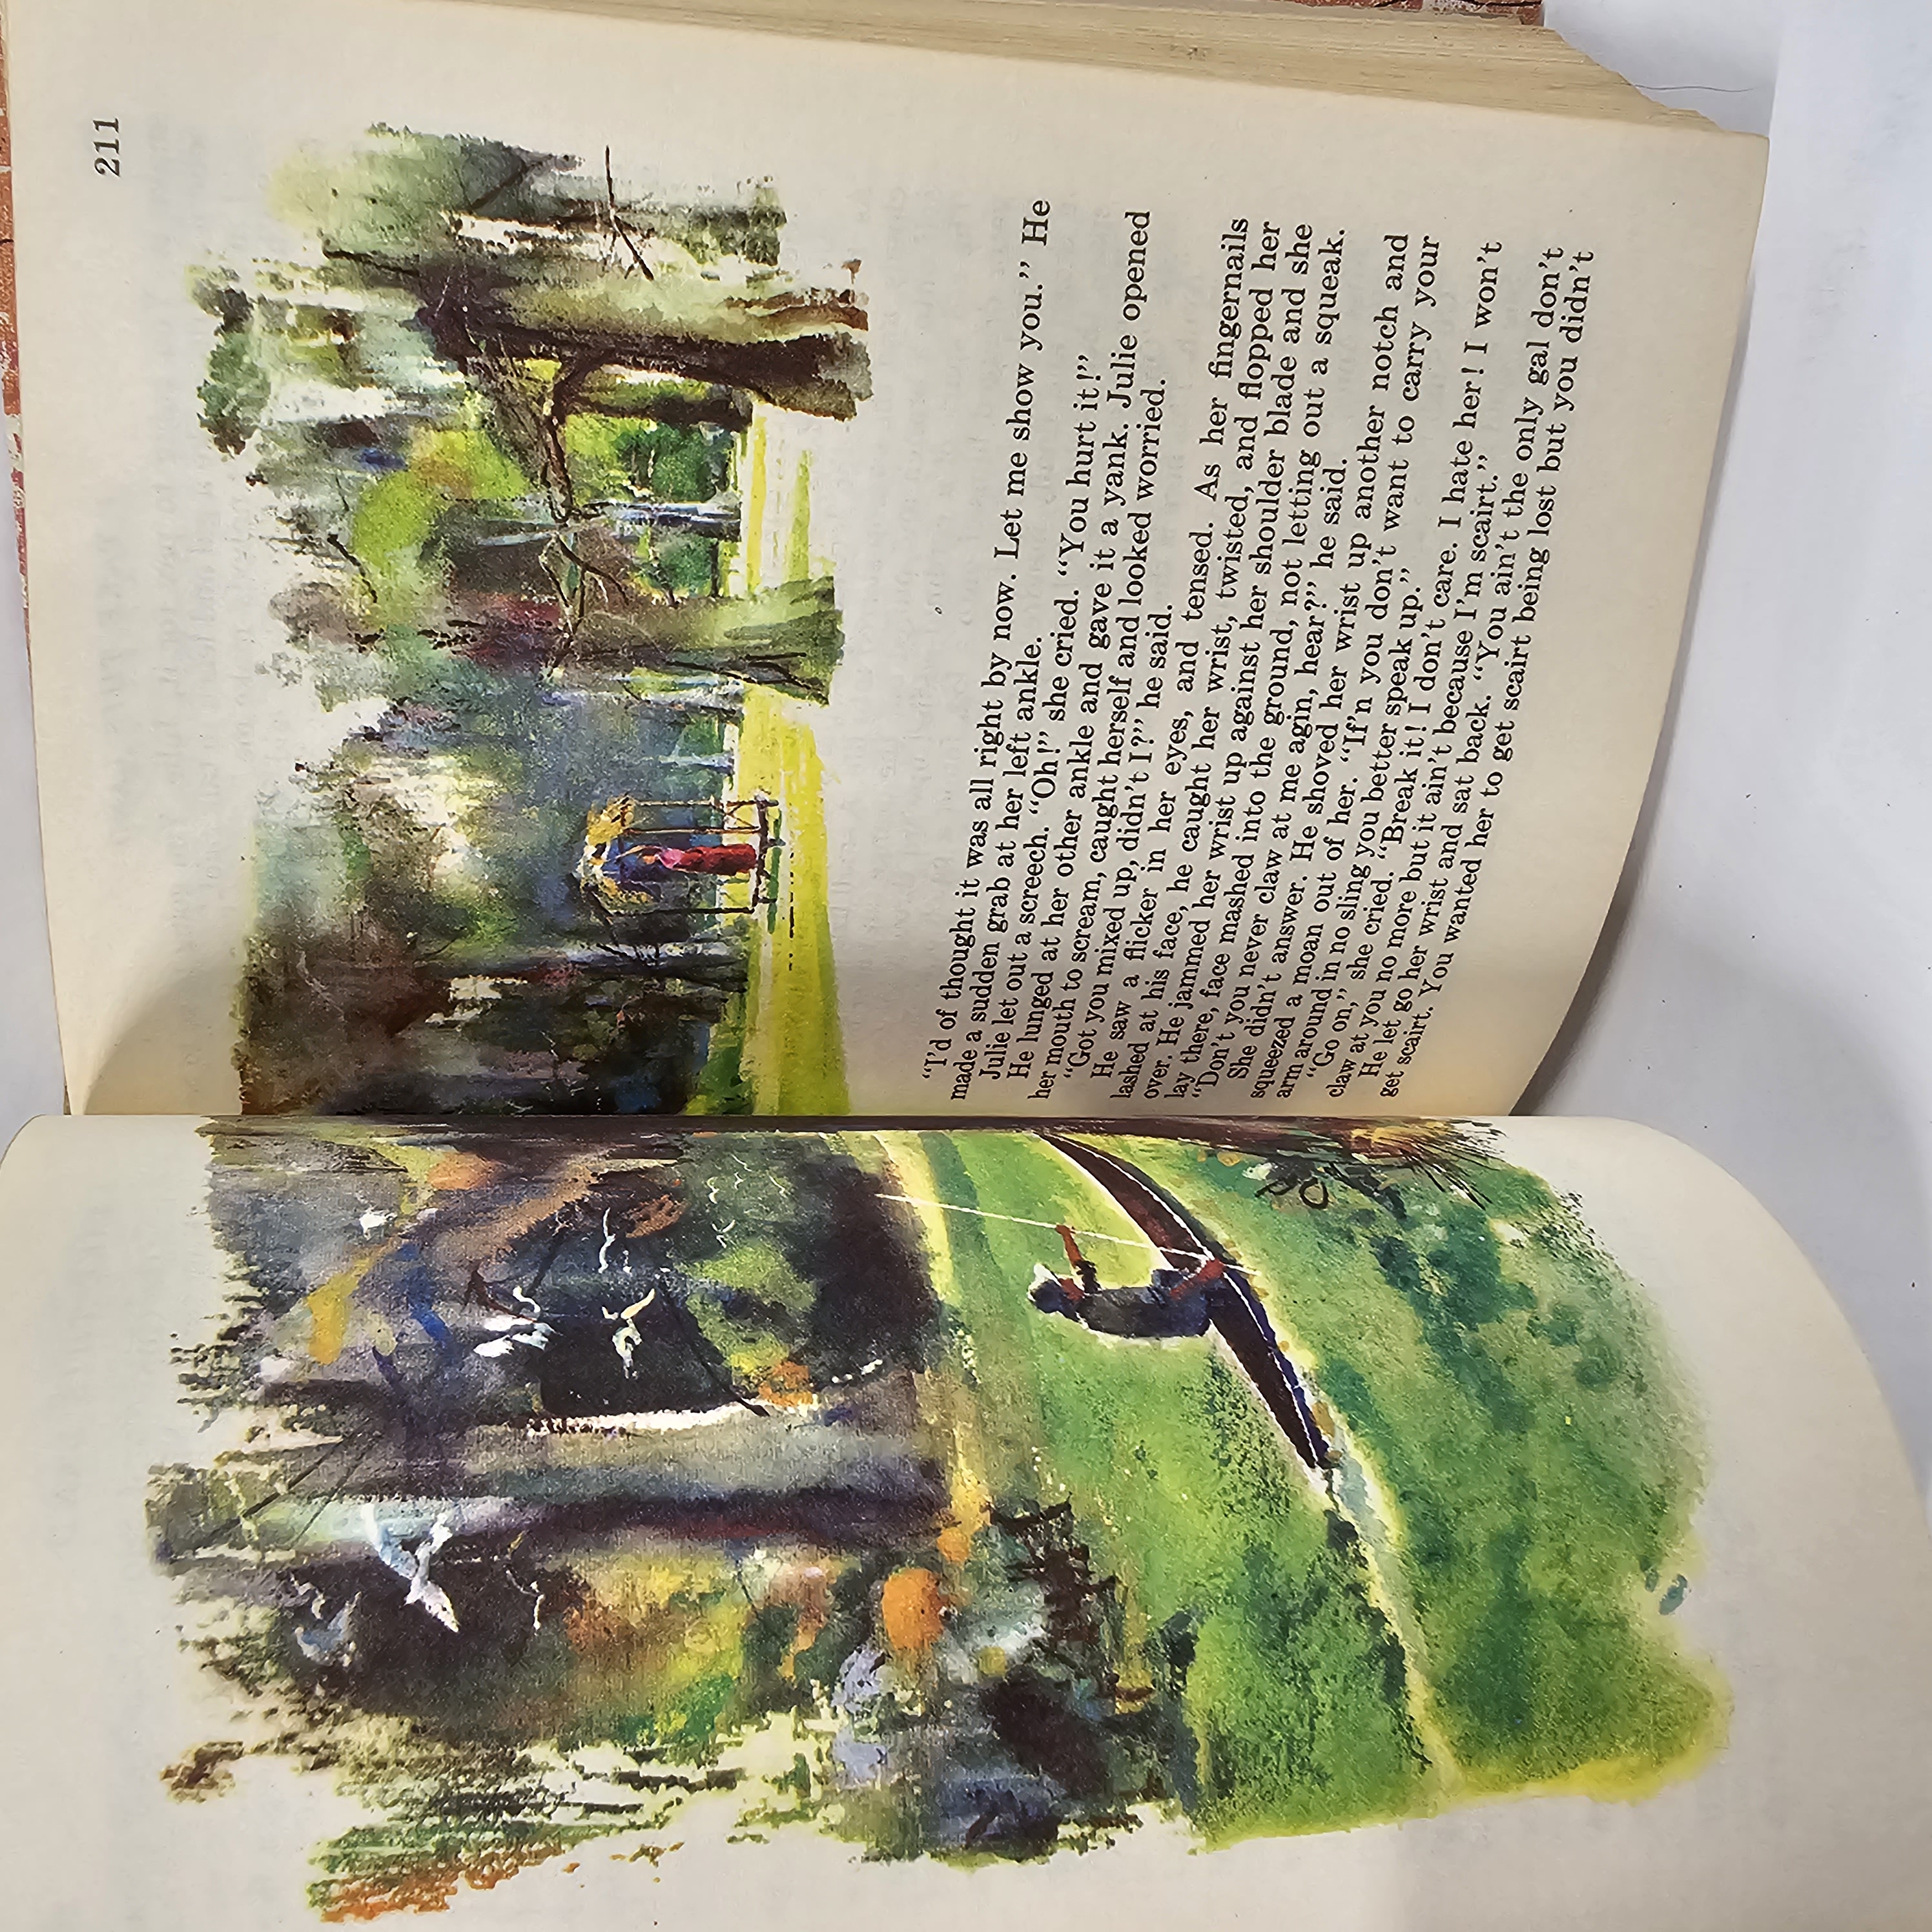 211
“I’d of thought it was all right by now. Let me show you.” He
made a sudden grab at her left ankle.
Julie let out a screech. “Oh!” she cried. “You hurt it!”
He lunged at her other ankle and gave it a yank. Julie opened
her mouth to scream, caught herself and looked worried.
“Got you mixed up, didn’t I?” he said.
He saw a flicker in her eyes, and tensed. As her fingernails
lashed at his face, he caught her wrist, twisted, and flopped her
over. He jammed her wrist up against her shoulder blade and she
lay there, face mashed into the ground, not letting out a squeak.
“Don’t you never claw at me agin, hear?” he said.
She didn’t answer. He shoved her wrist up another notch and
squeezed a moan out of her. “If’n you don’t want to carry your
arm around in no sling you better speak up.”
“Go on,” she cried. “Break it! I don’t care. I hate her! I won’t
claw at you no more but it ain’t because I’m scairt.”
He let go her wrist and sat back. “You ain’t the only gal don’t
get scairt. You wanted her to get scairt being lost but you didn’t